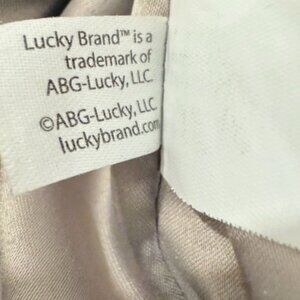 Lucky Brand™ is a
trademark of
ABG-Lucky, LLC.
©ABG-Lucky, LLC
luckybrand.com